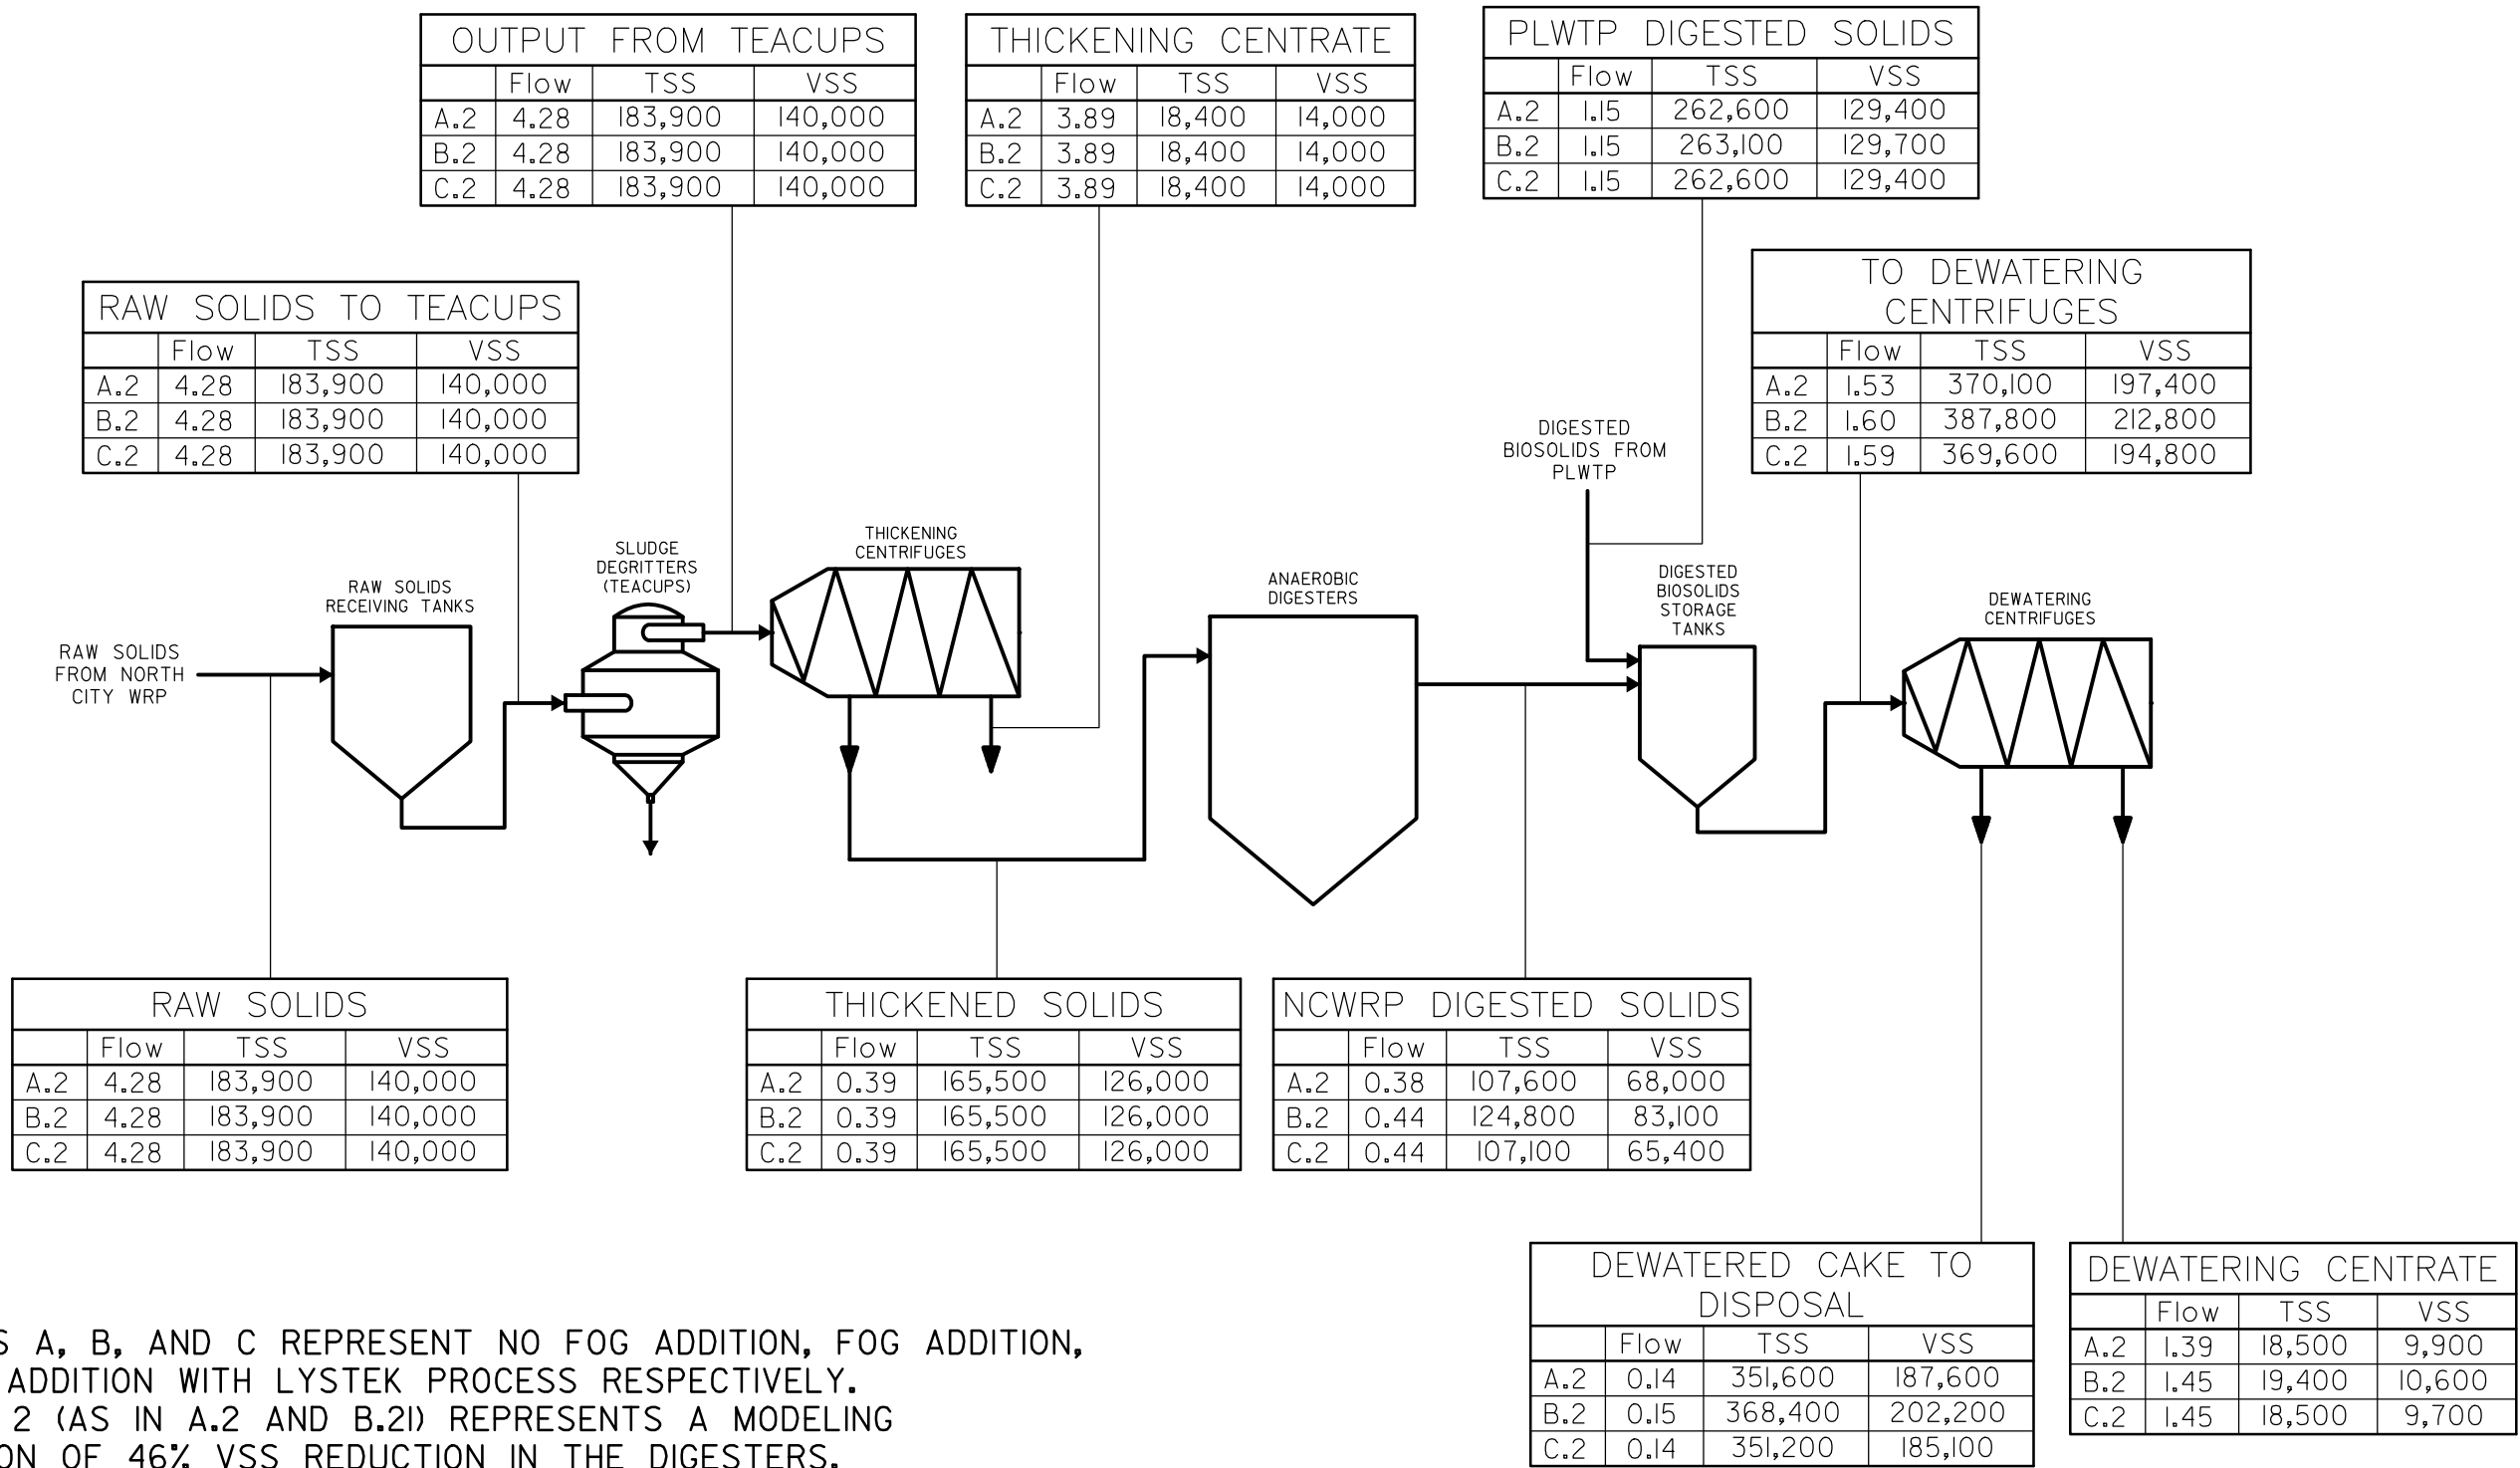 OUTPUT FROM TEACUPS
Flow TSS VSS
A.2 4.28 183,900 140,000
B.2 4.28 183,900 140,000
C.2 4.28 183,900 140,000
THICKENING CENTRATE
Flow TSS VSS
A.2 3.89 18,400 14,000
B.2 3.89 18,400 14,000
C.2 3.89 18,400 14,000
PLWTP DIGESTED SOLIDS
Flow TSS VSS
A.2 1.15 262,600 129,400
B.2 1.15 263,100 129,700
C.2 1.15 262,600 129,400
RAW SOLIDS TO TEACUPS
Flow TSS VSS
A.2 4.28 183,900 140,000
B.2 4.28 183,900 140,000
C.2 4.28 183,900 140,000
TO DEWATERING
CENTRIFUGES
Flow TSS VSS
A.2 1.53 370,100 197,400
B.2 1.60 387,800 212,800
C.2 1.59 369,600 194,800
DIGESTED
BIOSOLIDS FROM
PLWTP
RAW SOLIDS
FROM NORTH
CITY WRP
RAW SOLIDS
RECEIVING TANKS
SLUDGE
DEGRITTERS
(TEACUPS)
THICKENING
CENTRIFUGES
ANAEROBIC
DIGESTERS
DIGESTED
BIOSOLIDS
STORAGE
TANKS
DEWATERING
CENTRIFUGES
RAW SOLIDS
Flow TSS VSS
A.2 4.28 183,900 140,000
B.2 4.28 183,900 140,000
C.2 4.28 183,900 140,000
THICKENED SOLIDS
Flow TSS VSS
A.2 0.39 165,500 126,000
B.2 0.39 165,500 126,000
C.2 0.39 165,500 126,000
NCWRP DIGESTED SOLIDS
Flow TSS VSS
A.2 0.38 107,600 68,000
B.2 0.44 124,800 83,100
C.2 0.44 107,100 65,400
DEWATERED CAKE TO
DISPOSAL
Flow TSS VSS
A.2 0.14 351,600 187,600
B.2 0.15 368,400 202,200
C.2 0.14 351,200 185,100
DEWATERING CENTRATE
Flow TSS VSS
A.2 1.39 18,500 9,900
B.2 1.45 19,400 10,600
C.2 1.45 18,500 9,700
S A, B, AND C REPRESENT NO FOG ADDITION, FOG ADDITION,
ADDITION WITH LYSTEK PROCESS RESPECTIVELY.
2 (AS IN A.2 AND B.21) REPRESENTS A MODELING
ON OF 46% VSS REDUCTION IN THE DIGESTERS.